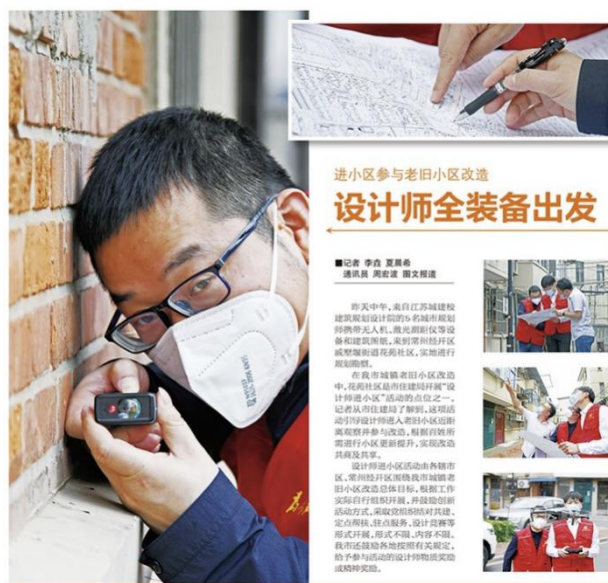 进小区参与老旧小区改造
设计师全装备出发
■记者 李垚 夏晨希
通讯员 周宏波 图文报道
昨天中午，来自江苏城建校
建筑规划设计院的5名城市规划
师携带无人机、激光测距仪等设
备和建筑图纸，来到常州经开区
戚墅堰街道花苑社区，实地进行
规划勘察。
在我市城镇老旧小区改造
中，花苑社区是市住建局开展“设
计师进小区”活动的点位之一。
记者从市住建局了解到，这项活
动引导设计师进入老旧小区近距
离观察并参与改造，根据百姓所
需进行小区更新提升，实现改造
共商及共享。
设计师进小区活动由各辖市
区、常州经开区围绕我市城镇老
旧小区改造总体目标，根据工作
实际自行组织开展，并鼓励创新
活动方式，采取党组织结对共建、
定点帮扶、驻点服务、设计竞赛等
形式开展，形式不限，内容不限。
我市还鼓励各地按照有关规定，
给予参与活动的设计师物质奖励
或精神奖励。